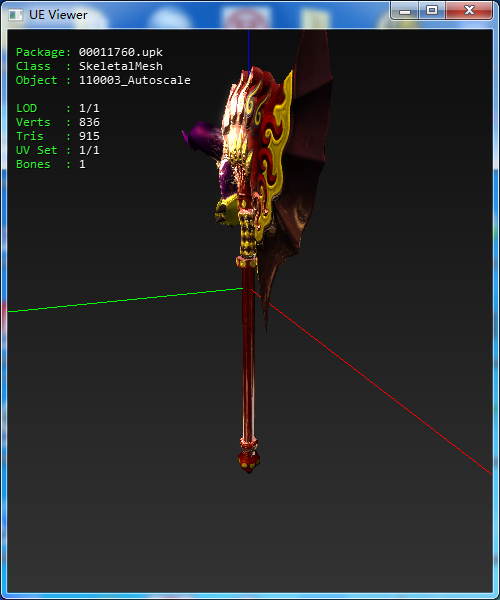 UE Viewer
Package: 00011760.upk
Class  : SkeletalMesh
Object : 110003_Autoscale
LOD    : 1/1
Verts  : 836
Tris   : 915
UV Set : 1/1
Bones  : 1